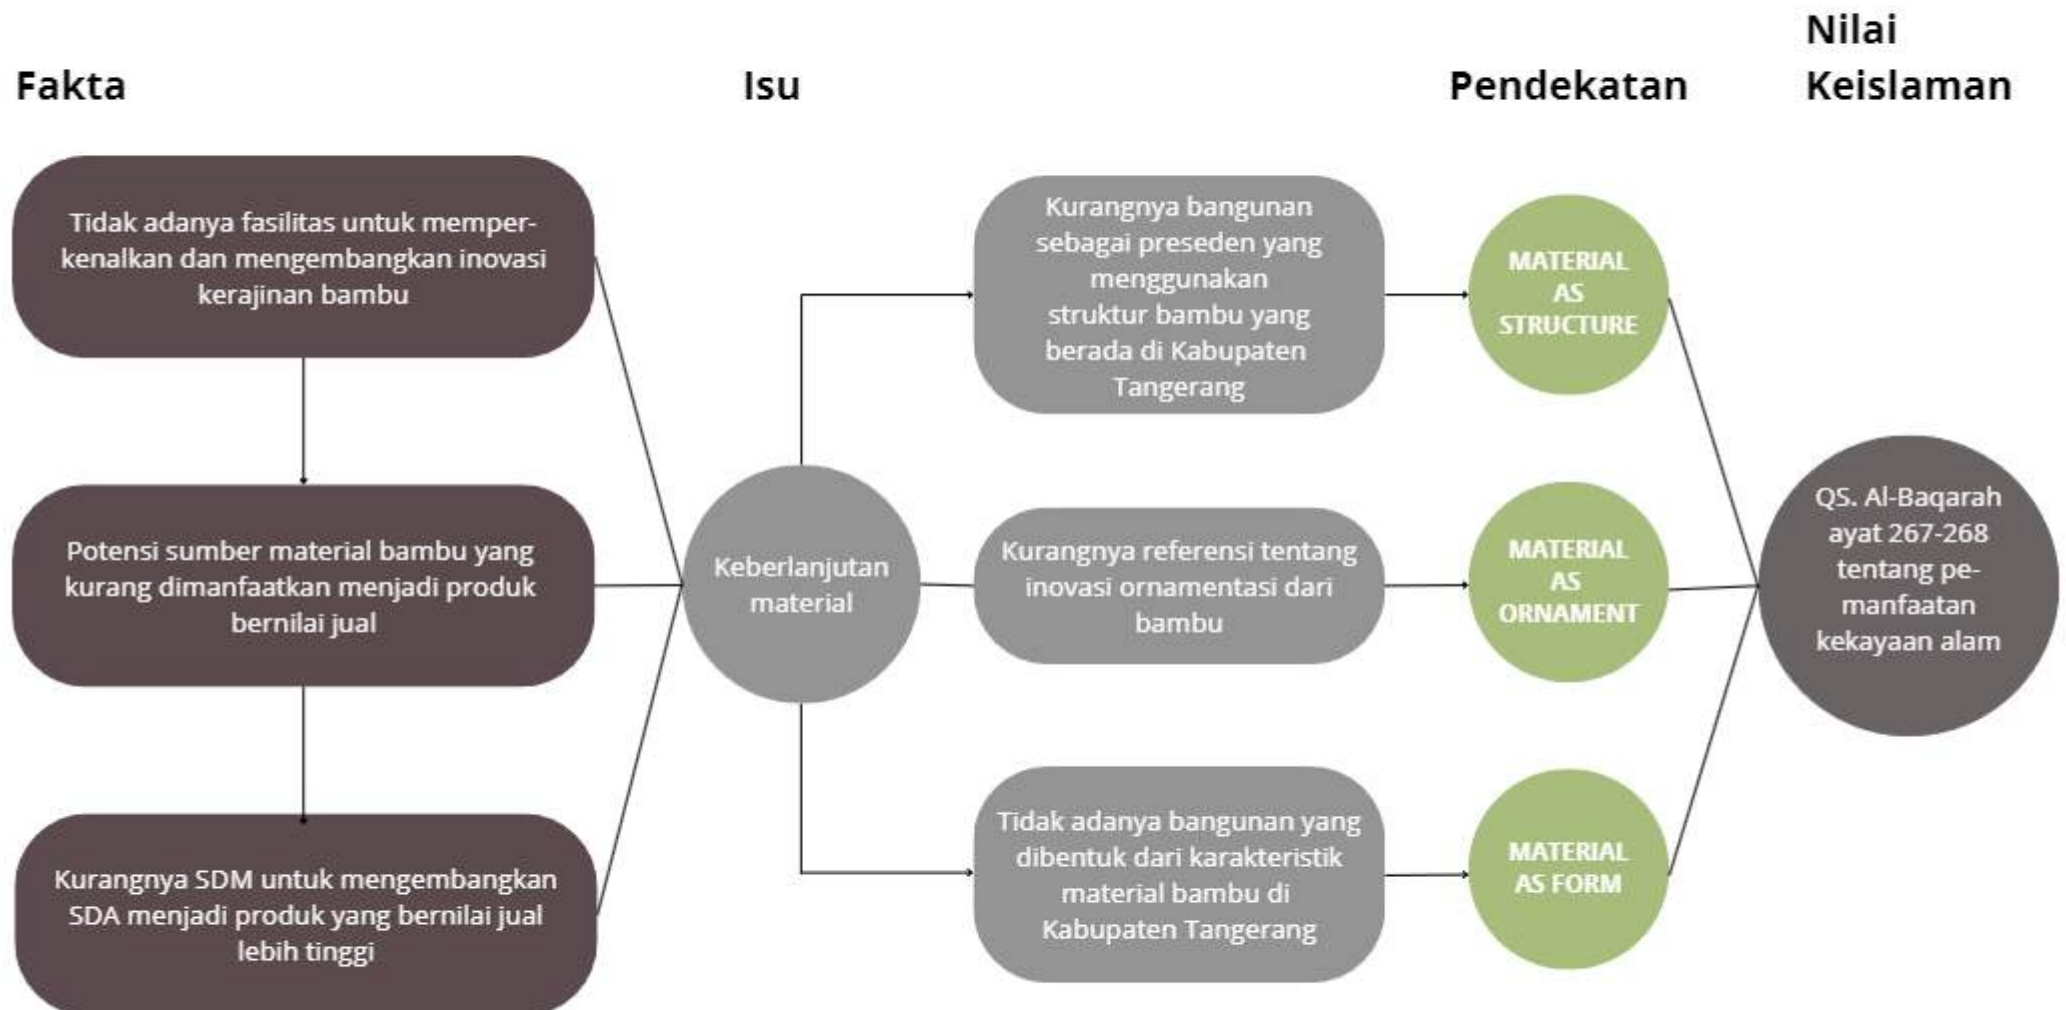 Fakta
Isu
Pendekatan
Nilai
Keislaman
Tidak adanya fasilitas untuk memper-
kenalkan dan mengembangkan inovasi
kerajinan bambu
Potensi sumber material bambu yang
kurang dimanfaatkan menjadi produk
bernilai jual
Kurangnya SDM untuk mengembangkan
SDA menjadi produk yang bernilai jual
lebih tinggi
Keberlanjutan
material
Kurangnya bangunan
sebagai preseden yang
menggunakan
struktur bambu yang
berada di Kabupaten
Tangerang
Kurangnya referensi tentang
inovasi ornamentasi dari
bambu
Tidak adanya bangunan yang
dibentuk dari karakteristik
material bambu di
Kabupaten Tangerang
MATERIAL
AS
STRUCTURE
MATERIAL
AS
ORNAMENT
MATERIAL
AS FORM
QS. Al-Baqarah
ayat 267-268
tentang pe-
manfaatan
kekayaan alam